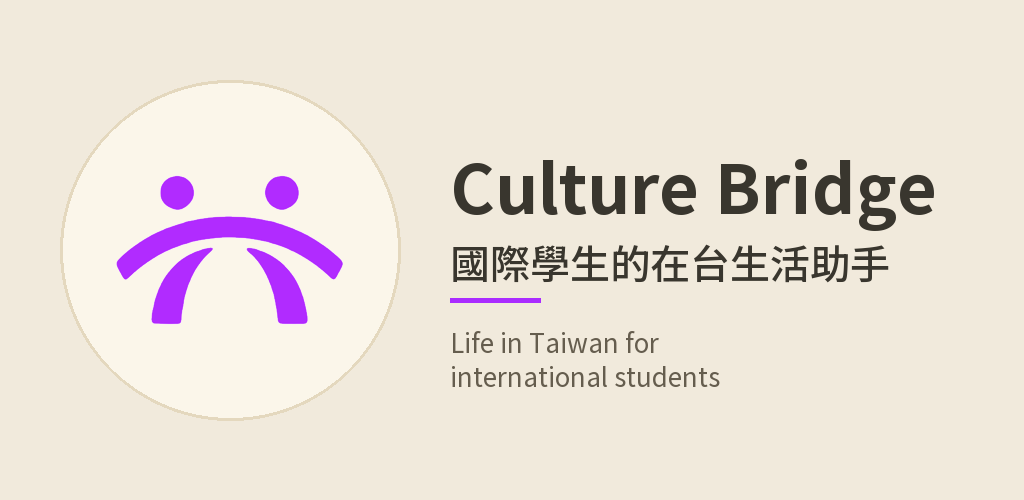 Culture Bridge
國際學生的在台生活助手
Life in Taiwan for
international students